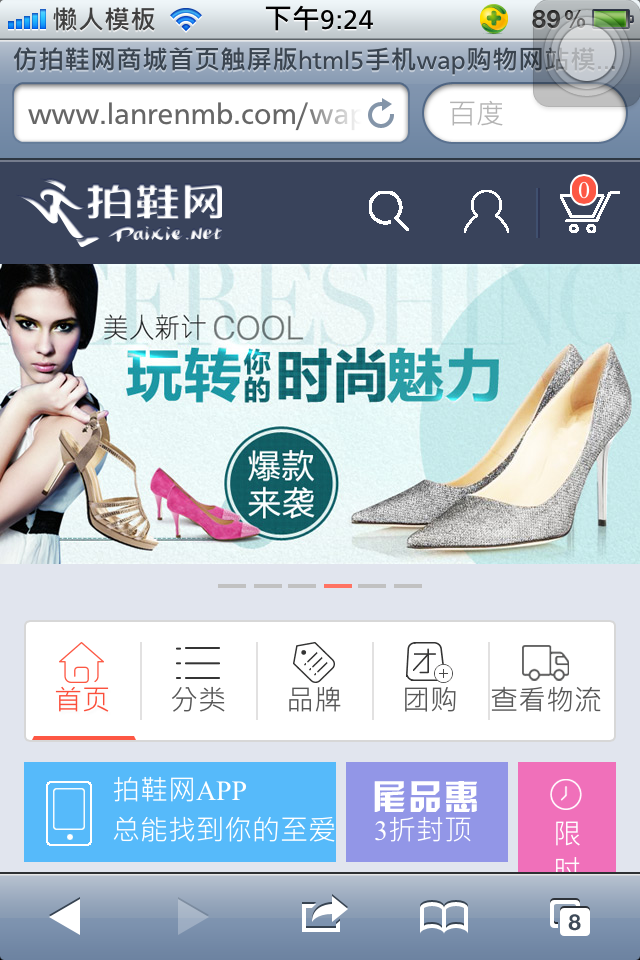 懒人模板 下午9:24 89%
仿拍鞋网商城首页触屏版html5手机wap购物网站模...
www.lanrenmb.com/wap 百度
拍鞋网 0
Paixie.Net
REFRESHING
美人新计 COOL
玩转你的时尚魅力
爆款
来袭
首页 分类 品牌 团购 查看物流
团
拍鞋网APP
总能找到你的至爱
尾品惠
3折封顶
限
时
8